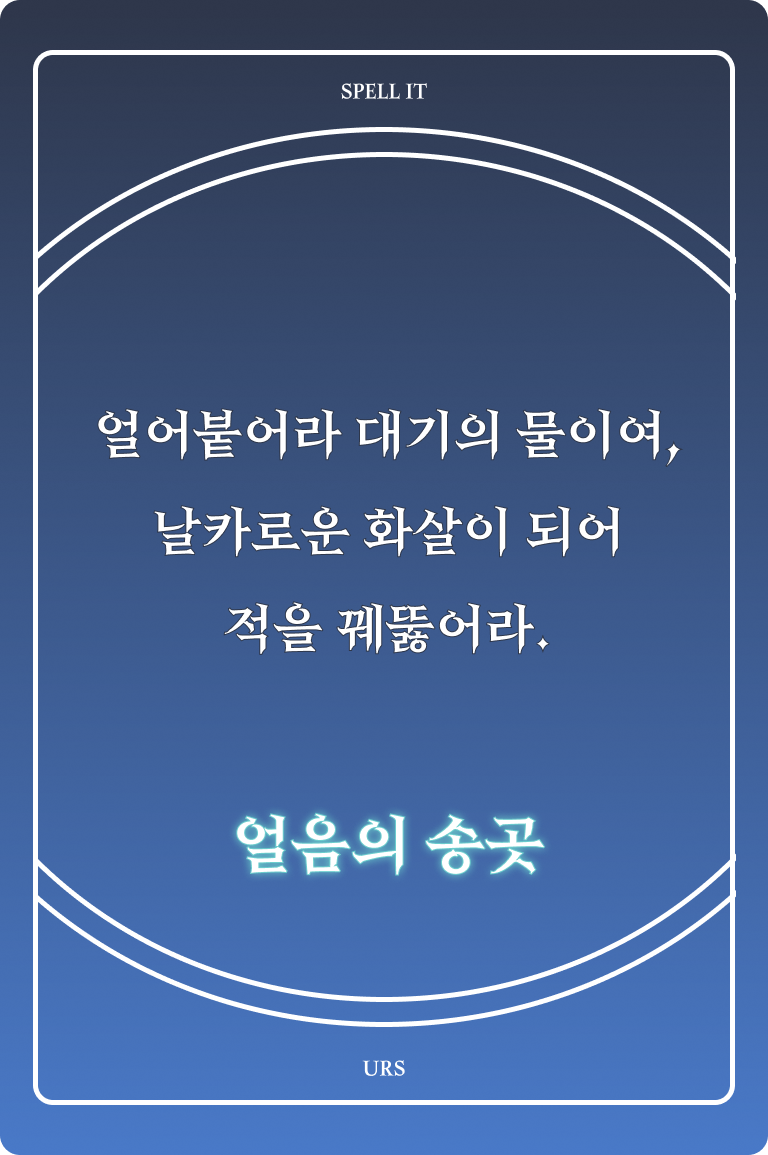 SPELL IT
얼어붙어라 대기의 물이여,
날카로운 화살이 되어
적을 꿰뚫어라.
얼음의 송곳
URS